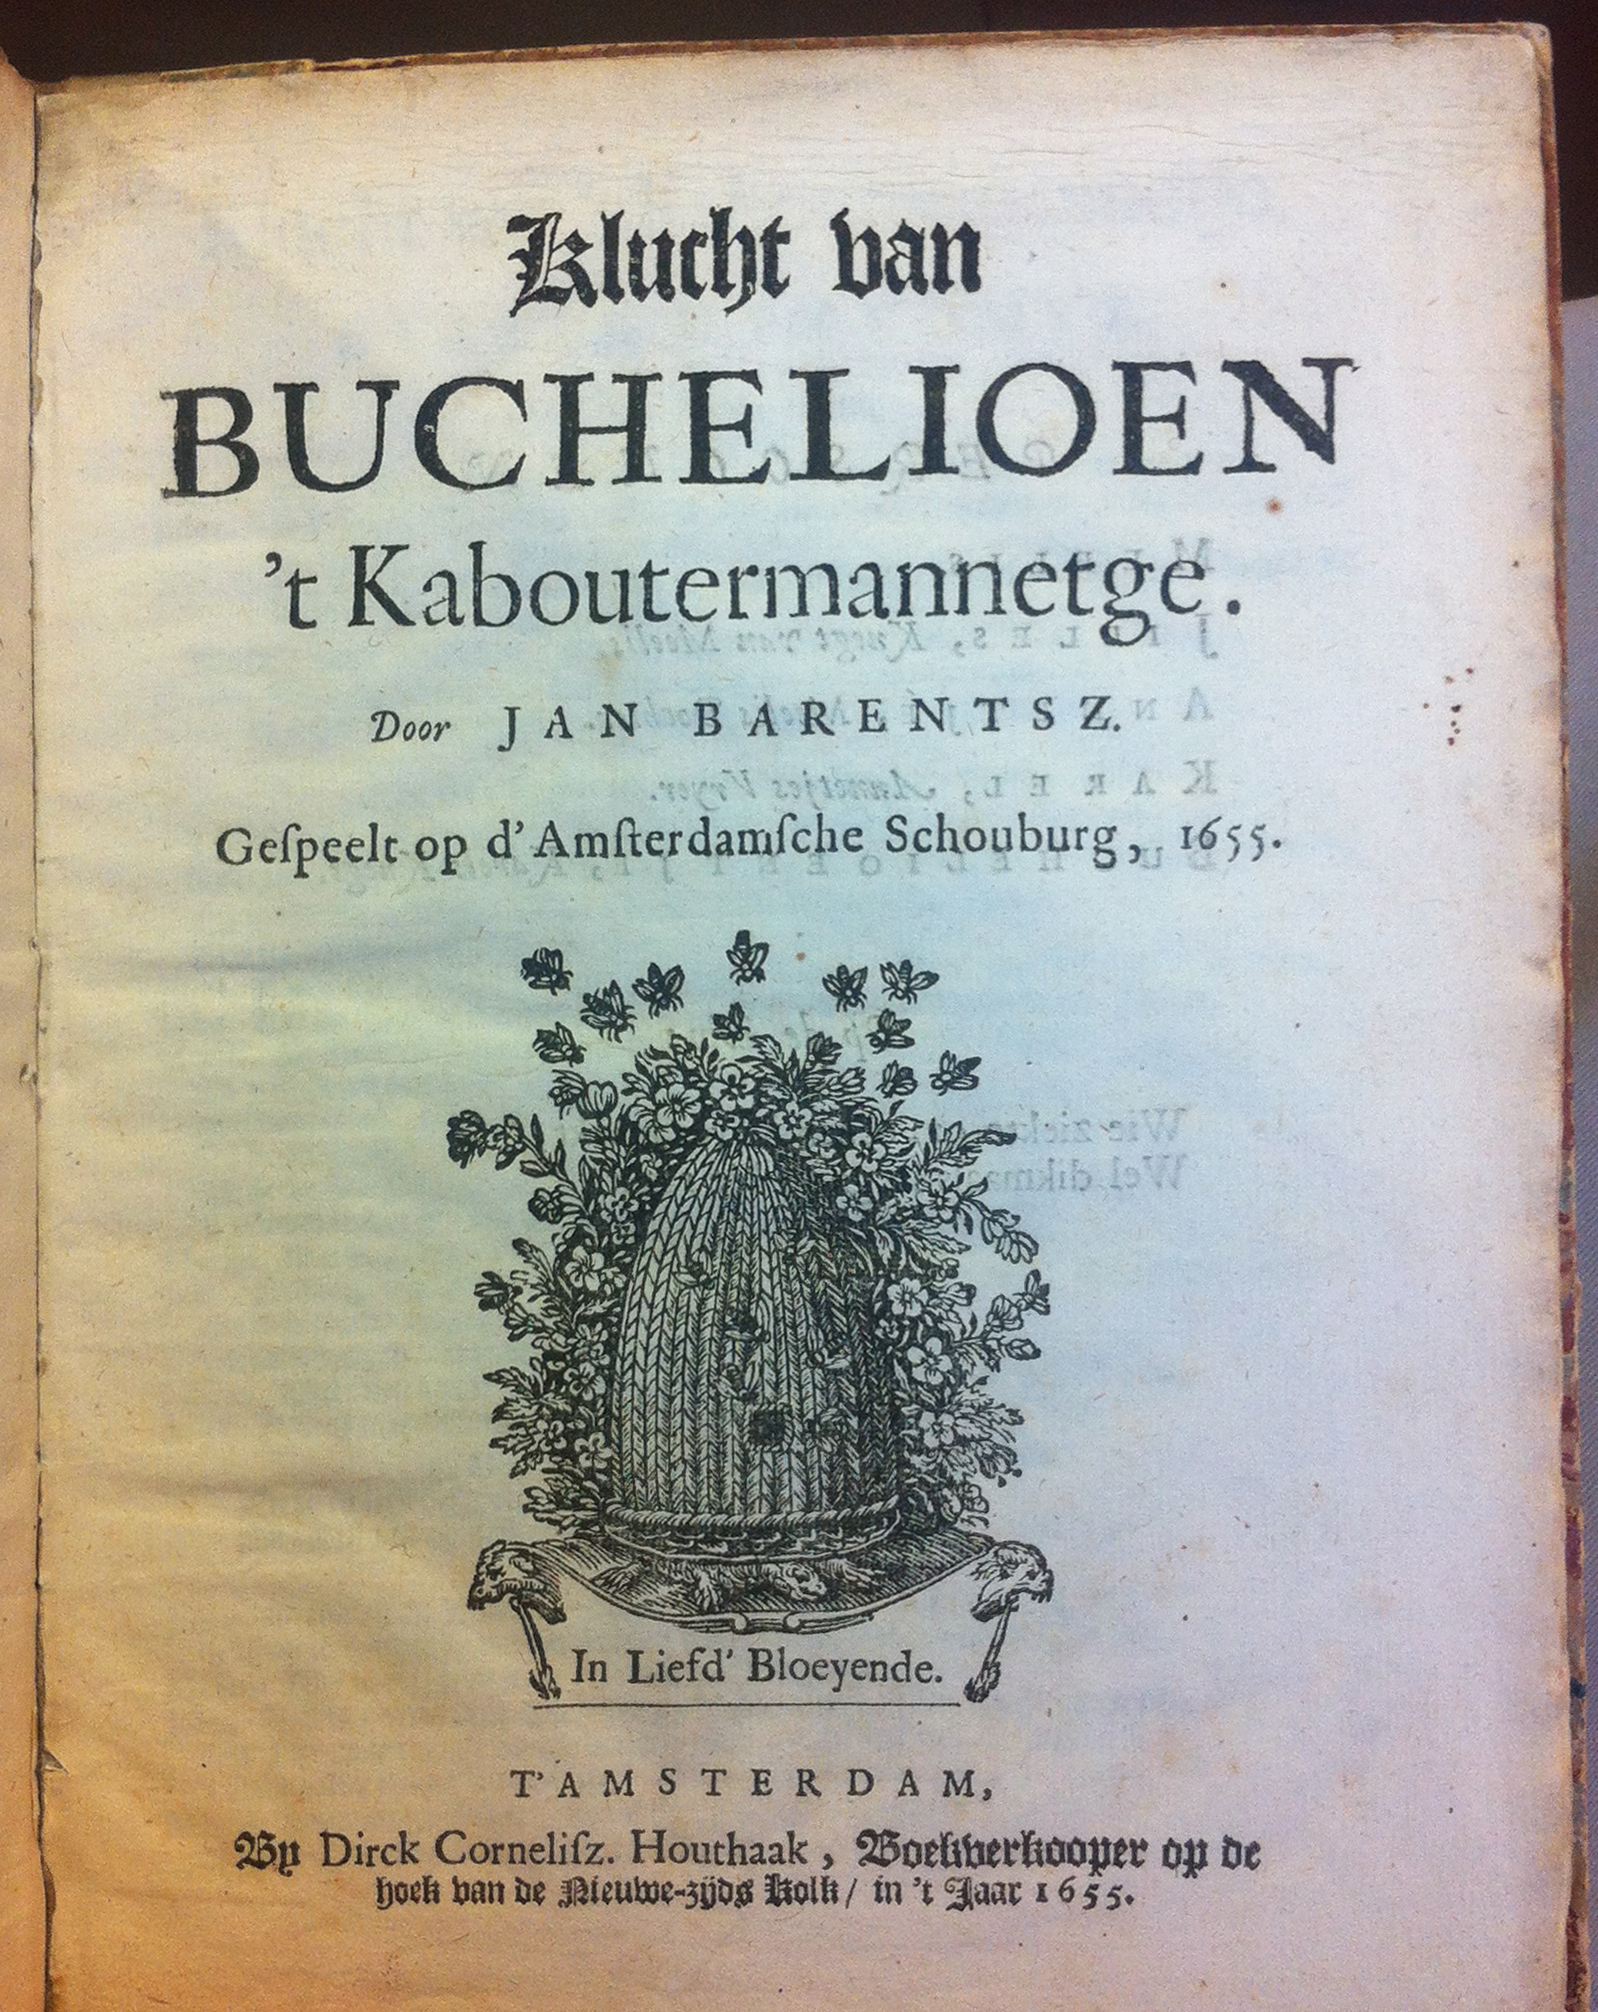 Klucht van
BUCHELIOEN
't Kaboutermannetge.
Door JAN BARENTSZ.
Geſpeelt op d' Amſterdamſche Schouburg, 1655.
In Liefd' Bloeyende.
T'AMSTERDAM,
By Dirck Corneliſz. Houthaak, Boekverkooper op de
hoek van de Nieuwe-zijds Kolk / in 't Jaar 1655.